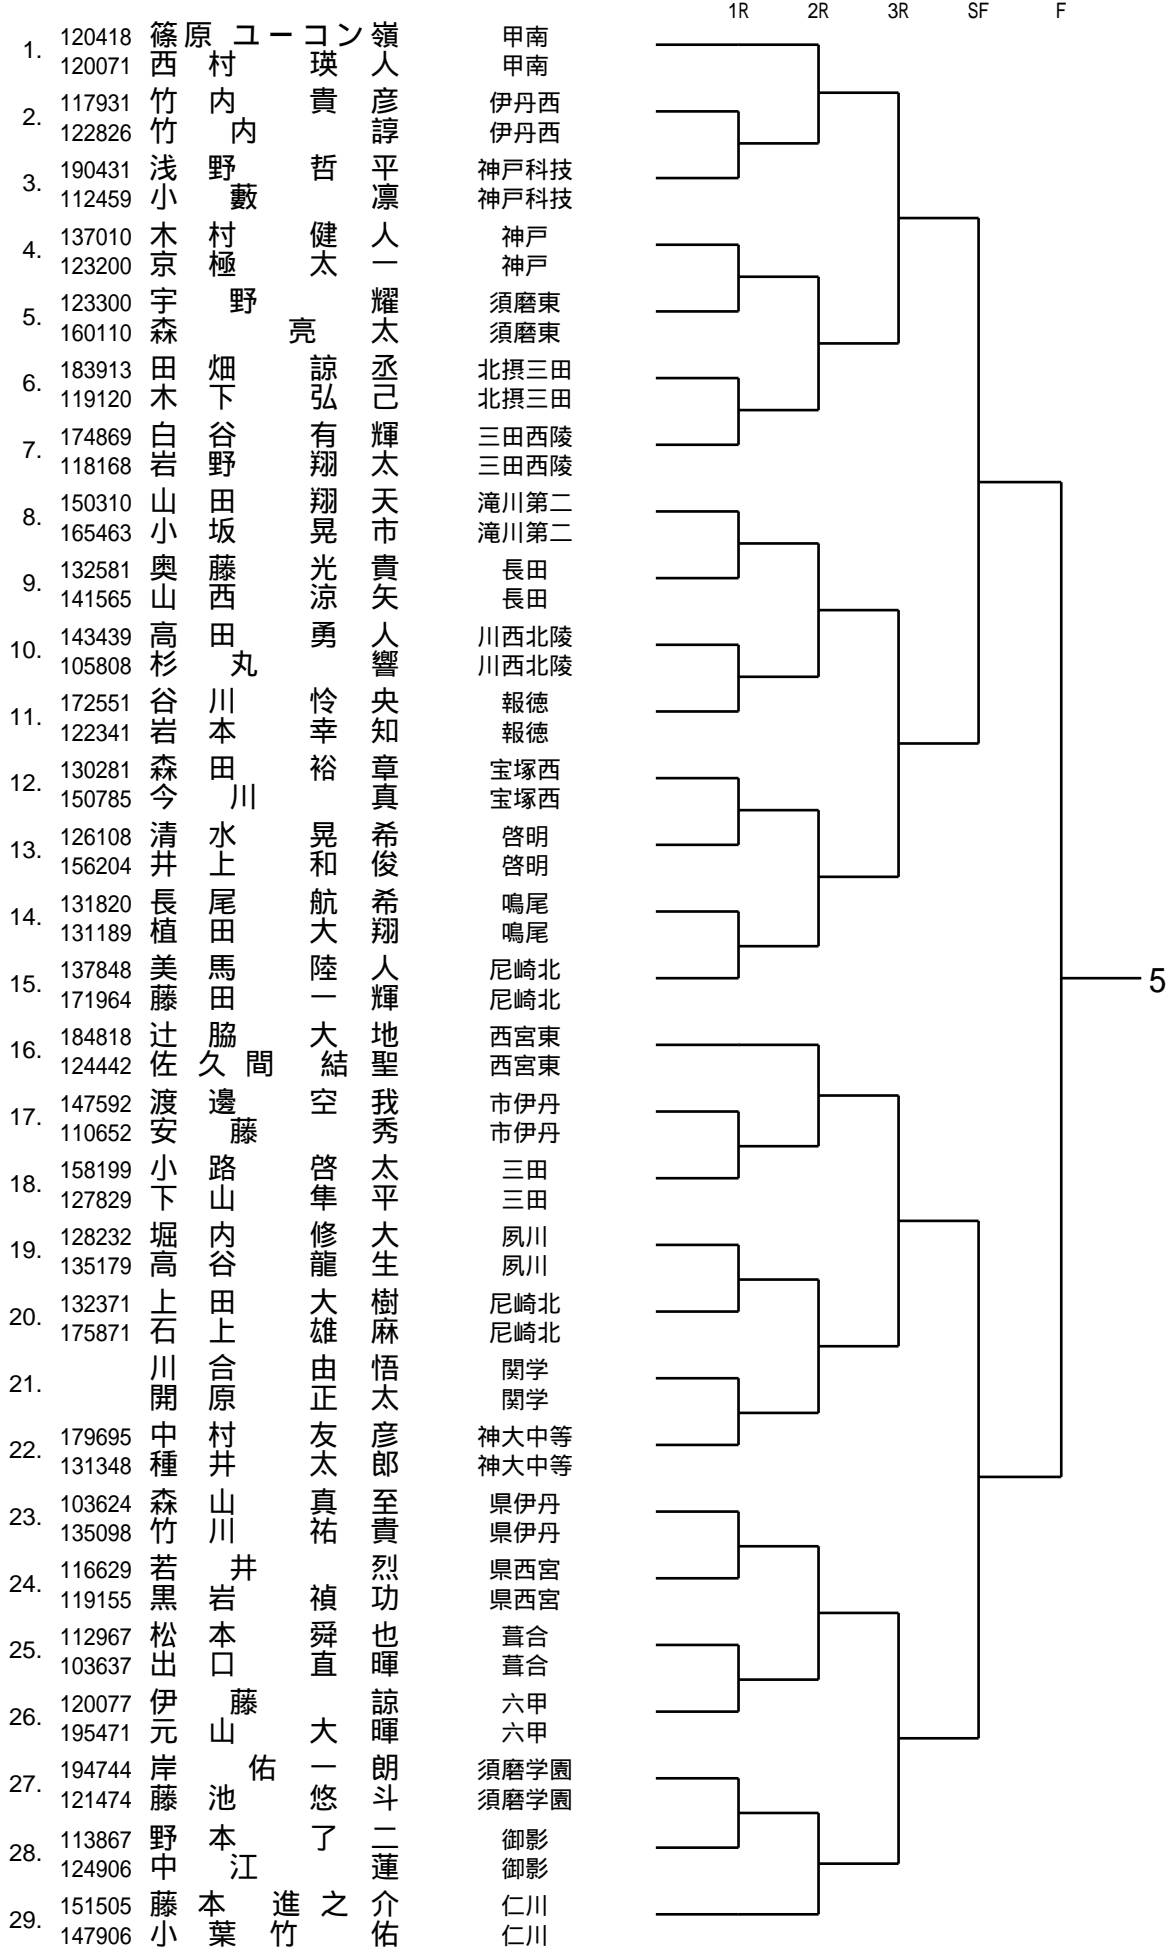 1R 2R 3R SF F
1. 120418 篠原 ユーコン嶺 甲南
120071 西村 瑛人 甲南
2. 117931 竹内 貴彦 伊丹西
122826 竹内 諄 伊丹西
3. 190431 浅野 哲平 神戸科技
112459 小藪 凛 神戸科技
4. 137010 木村 健人 神戸
123200 京極 太一 神戸
5. 123300 宇野 耀 須磨東
160110 森 亮太 須磨東
6. 183913 田畑 諒丞 北摂三田
119120 木下 弘己 北摂三田
7. 174869 白谷 有輝 三田西陵
118168 岩野 翔太 三田西陵
8. 150310 山田 翔天 滝川第二
165463 小坂 晃市 滝川第二
9. 132581 奥藤 光貴 長田
141565 山西 涼矢 長田
10. 143439 高田 勇人 川西北陵
105808 杉丸 響 川西北陵
11. 172551 谷川 怜央 報徳
122341 岩本 幸知 報徳
12. 130281 森田 裕章 宝塚西
150785 今川 真 宝塚西
13. 126108 清水 晃希 啓明
156204 井上 和俊 啓明
14. 131820 長尾 航希 鳴尾
131189 植田 大翔 鳴尾
15. 137848 美馬 陸人 尼崎北
171964 藤田 一輝 尼崎北
5
16. 184818 辻脇 大地 西宮東
124442 佐久間 結聖 西宮東
17. 147592 渡邊 空我 市伊丹
110652 安藤 秀 市伊丹
18. 158199 小路 啓太 三田
127829 下山 隼平 三田
19. 128232 堀内 修大 夙川
135179 高谷 龍生 夙川
20. 132371 上田 大樹 尼崎北
175871 石上 雄麻 尼崎北
21. 川合 由悟 関学
開原 正太 関学
22. 179695 中村 友彦 神大中等
131348 種井 太郎 神大中等
23. 103624 森山 真至 県伊丹
135098 竹川 祐貴 県伊丹
24. 116629 若井 烈 県西宮
119155 黒岩 禎功 県西宮
25. 112967 松本 舜也 葺合
103637 出口 直暉 葺合
26. 120077 伊藤 諒 六甲
195471 元山 大暉 六甲
27. 194744 岸 佑一朗 須磨学園
121474 藤池 悠斗 須磨学園
28. 113867 野本 了二 御影
124906 中江 蓮 御影
29. 151505 藤本 進之介 仁川
147906 小葉竹 佑 仁川